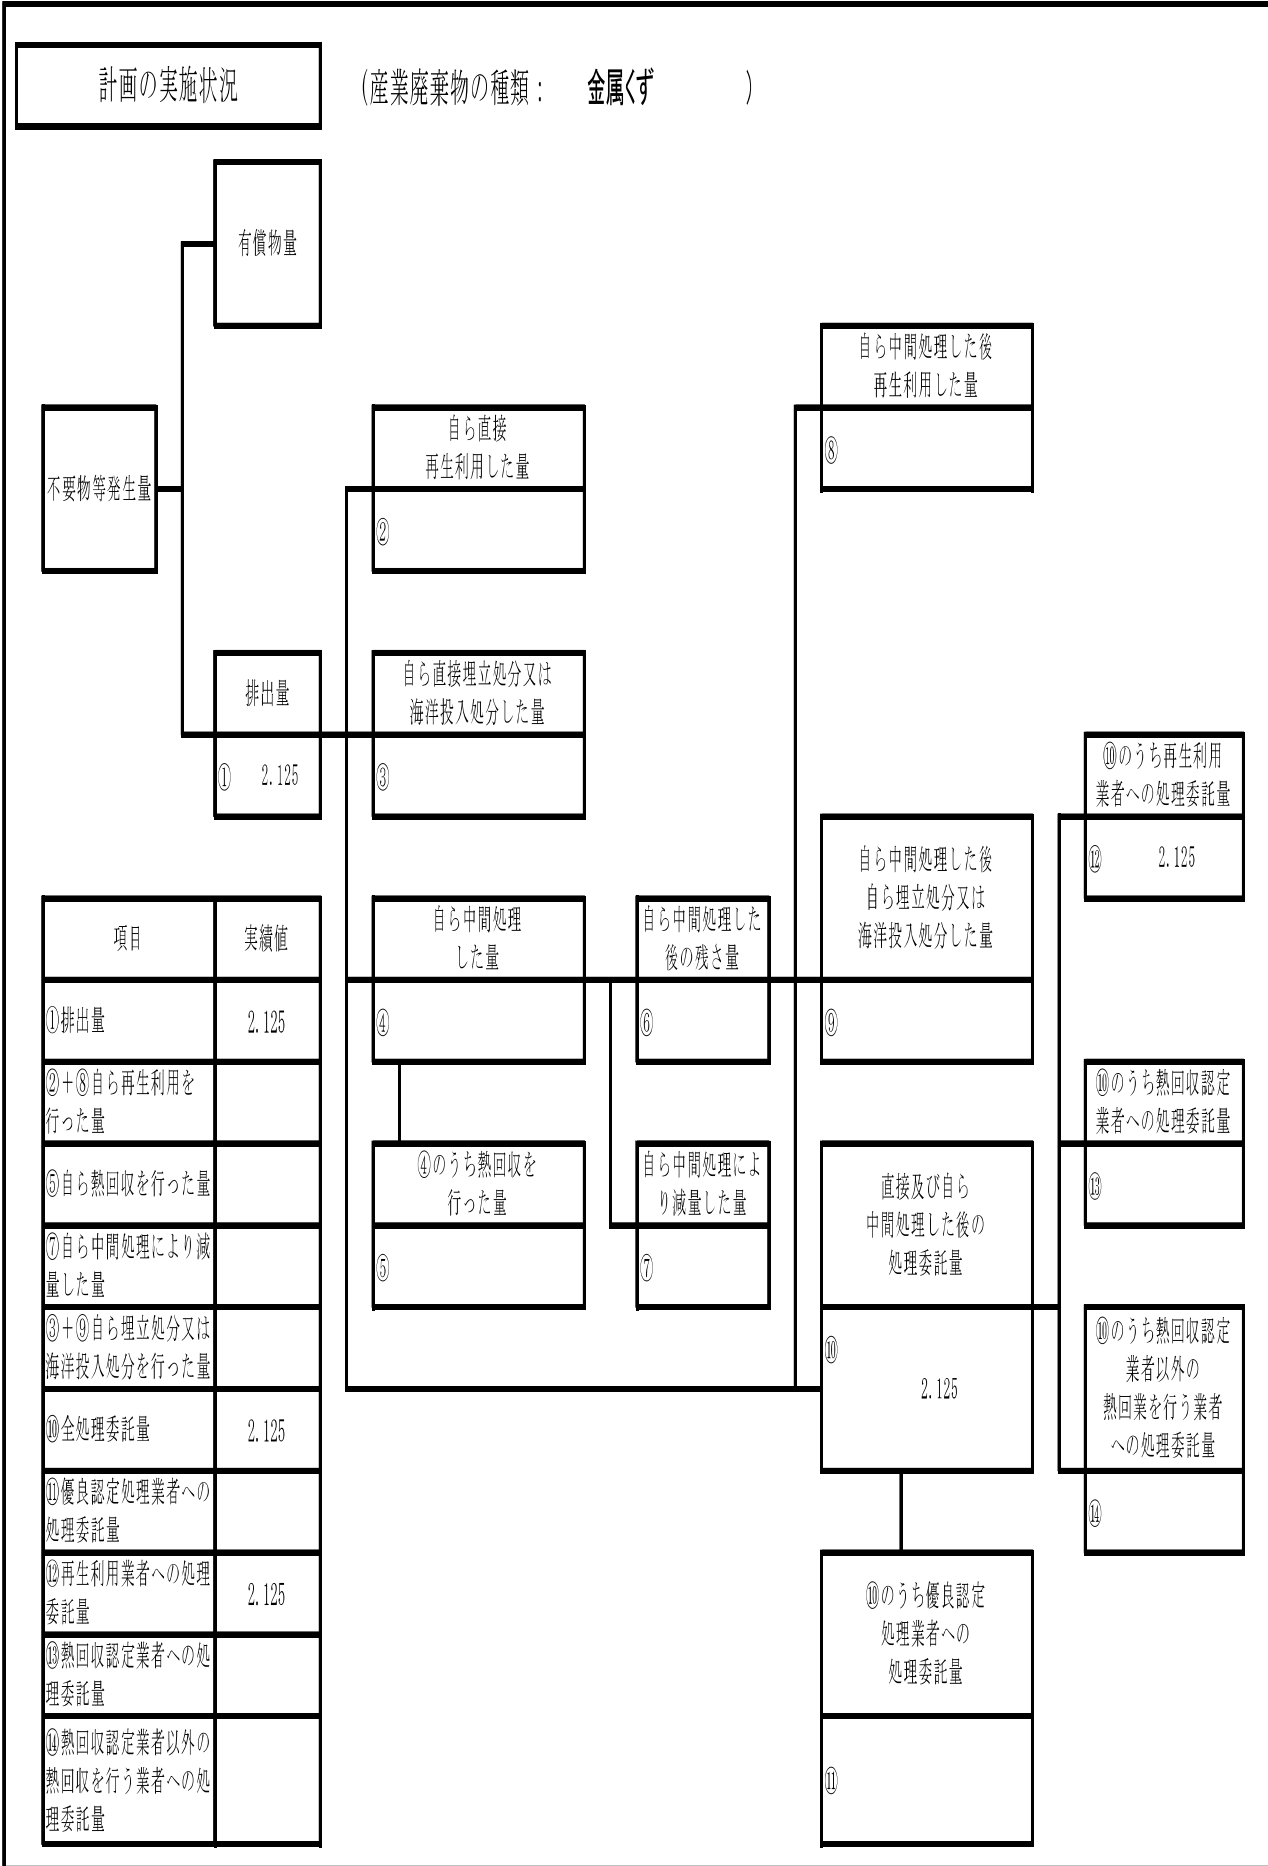 計画の実施状況
(産業廃棄物の種類： 金属くず )
有償物量
自ら中間処理した後
再生利用した量
⑧
不要物等発生量
自ら直接
再生利用した量
②
排出量
① 2.125
自ら直接埋立処分又は
海洋投入処分した量
③
⑩のうち再生利用
業者への処理委託量
⑫ 2.125
自ら中間処理した後
自ら埋立処分又は
海洋投入処分した量
⑨
自ら中間処理
した量
④
自ら中間処理した
後の残さ量
⑥
⑩のうち熱回収認定
業者への処理委託量
⑬
④のうち熱回収を
行った量
⑤
自ら中間処理によ
り減量した量
⑦
直接及び自ら
中間処理した後の
処理委託量
⑩
2.125
⑩のうち熱回収認定
業者以外の
熱回業を行う業者
への処理委託量
⑭
⑩のうち優良認定
処理業者への
処理委託量
⑪
項目 実績値
①排出量 2.125
②＋⑧自ら再生利用を
行った量
⑤自ら熱回収を行った量
⑦自ら中間処理により減
量した量
③＋⑨自ら埋立処分又は
海洋投入処分を行った量
⑩全処理委託量 2.125
⑪優良認定処理業者への
処理委託量
⑫再生利用業者への処理
委託量 2.125
⑬熱回収認定業者への処
理委託量
⑭熱回収認定業者以外の
熱回収を行う業者への処
理委託量